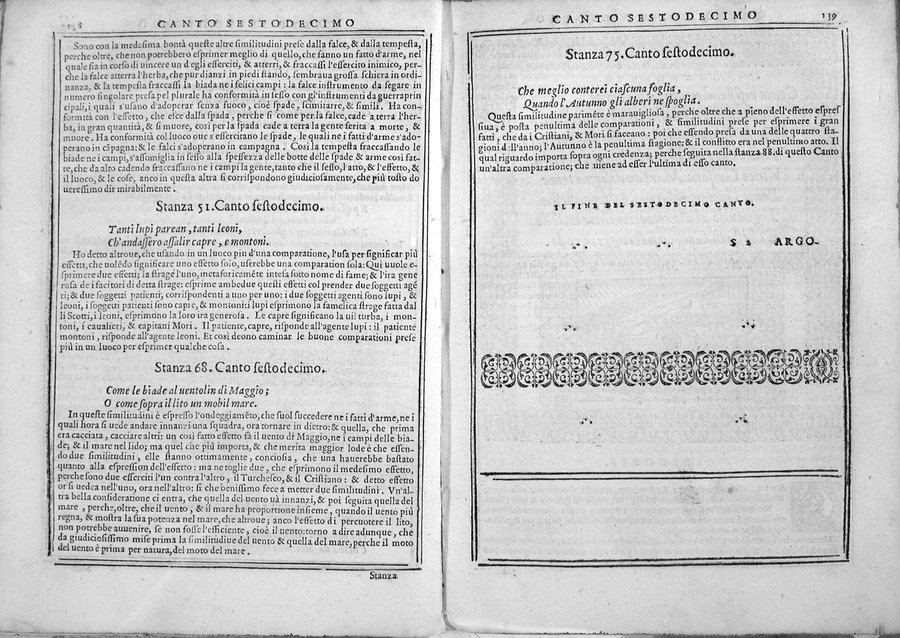 CANTO SESTODECIMO
Sono con la medesima bontà queste altre similitudini prese dalla falce, & dalla tempesta,
perche oltre, che non potrebbero esprimer meglio di quello, che fanno un fatto d'arme, nel
quale sia in corso di uincere un degli esserciti, & atterri, & fracassi l'essercito inimico, per-
che la falce atterra l'herba, che pur dianzi in piedi stando, sembraua grossa schiera in ordi-
nanza, & la tempesta fracassa la biada ne i felici campi: la falce instrumento da segare in
numero singulare preso pel plurale ha conformità in sesso con gl'instrumenti da guerra prin
cipali, i quali s'usano d'adoperar senza fuoco, cioè spade, scimitarre, & simili. Ha con-
formità con l'effetto, che esce dalla spada, perche si come per la falce, cade a terra l'her-
ba, in gran quantità, & si muore, cosi per la spada cade a terra la gente ferita a morte, &
muore. Ha conformità col luoco oue s'essercitano le spade, le quali ne i fatti d'arme s'ado-
perano in cāpagna: & le falci s'adoperano in campagna. Cosi la tempesta fracassando le
biade ne i campi, s'assomiglia in sesso alla spessezza delle botte delle spade & arme cosi fat-
te, che da alto cadendo fracassano ne i campi la gente, tanto che il sesso, l'atto, & l'effetto, &
il luoco, & le cose, anco in questa altra si corrispondono giudiciosamente, che più tosto do
ueressimo dir mirabilmente.
Stanza 51. Canto sestodecimo.
Tanti lupi parean, tanti leoni,
Ch'andassero assalir capre, e montoni.
Ho detto altroue, che usando in un luoco più d'una comparatione, l'usa per significar più
effetti, che uolēdo significare uno effetto solo, userebbe una comparation sola: Qui uuole e-
sprimere due effetti; la strage l'uno, metaforicamēte intesa sotto nome di fame; & l'ira gene
rosa de i facitori di detta strage: esprime ambedue questi effetti col prender due soggetti agē
ti; & due soggetti patienti, corrispondenti a uno per uno: i due soggetti agenti sono lupi, &
leoni, i soggetti patienti sono capre, & montoni: i lupi esprimono la famelica strage fatta dal
li Scotti, i leoni, esprimono la loro ira generosa. Le capre significano la uil turba, i mon-
toni, i caualieri, & capitani Mori. Il patiente, capre, risponde all'agente lupi: il patiente
montoni, risponde all'agente leoni. Et cosi deono caminar le buone comparationi prese
più in un luoco per esprimer qualche cosa.
Stanza 68. Canto sestodecimo.
Come le biade al uentolin di Maggio;
O come sopra il lito un mobil mare.
In queste similitudini è espresso l'ondeggiamēto, che suol succedere ne i fatti d'arme, ne i
quali hora si uede andare innanzi una squadra, ora tornare in dietro: & quella, che prima
era cacciata, cacciare altri: un cosi fatto effetto fà il uento di Maggio, ne i campi delle bia-
de; & il mare nel lido; ma quel che più importa, & che merita maggior lode è che essen-
do due similitudini, elle stanno ottimamente, conciosia, che una hauerebbe bastato
quanto alla espression dell'effetto: ma ne toglie due, che esprimono il medesimo effetto,
perche sono due esserciti l'un contra l'altro, il Turchesco, & il Cristiano: & detto effetto
or si uedea nell'uno, ora nell'altro: si che benissimo fece a metter due similitudini. Vn'al-
tra bella consideratione ci entra, che quella del uento uà innanzi, & poi seguita quella del
mare, perche, oltre, che il uento, & il mare ha proportione insieme, quando il uento più
regna, & mostra la sua potenza nel mare, che altroue; anco l'effetto di percuotere il lito,
non potrebbe auuenire, se non fosse l'efficiente, cioè il uento: torno a dire adunque, che
da giudiciosissimo mise prima la similitudiue del uento & quella del mare, perche il moto
del uento è prima per natura, del moto del mare.
Stanza
CANTO SESTODECIMO 139
Stanza 75. Canto sestodecimo.
Che meglio conterei ciascuna foglia,
Quando l'Autunno gli alberi ne spoglia.
Questa similitudine parimēte è marauigliosa, perche oltre che a pieno dell'effetto espres
siua, è posta penultima delle comparationi, & similitudini prese per esprimere i gran
fatti, che da i Cristiani, & Mori si faceano: poi che essendo presa da una delle quattro sta-
gioni d'll'anno; l'Autunno è la penultima stagione: & il conflitto era nel penultimo atto. Il
qual riguardo importa sopra ogni credenza; perche seguita nella stanza 88. di questo Canto
un'altra comparatione; che uiene ad esser l'ultima di esso canto.
IL FINE DEL SESTODECIMO CANTO.
S 2 ARGO-